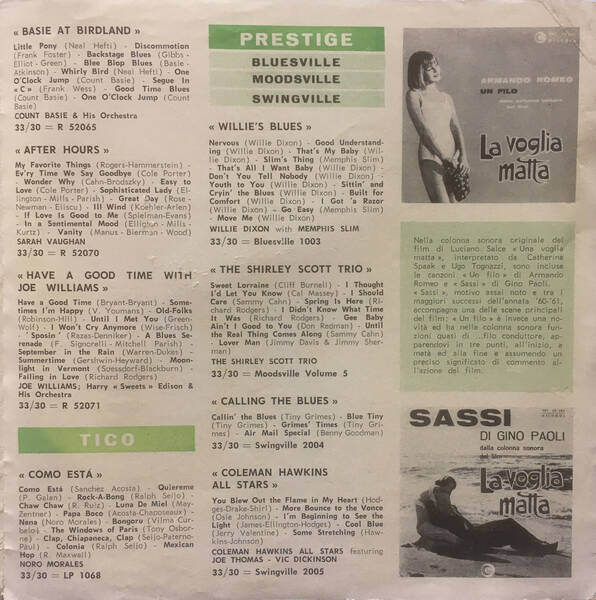 « BASIE AT BIRDLAND »
Little Pony (Neal Hefti) - Discommotion
(Frank Foster) - Backstage Blues (Gibbs-
Elliot-Green) - Blee Blop Blues (Basie -
Atkinson) - Whirly Bird (Neal Hefti) - One
O'Clock Jump (Count Basie) - Segue In
« C » (Frank Wess) - Good Time Blues
(Count Basie) - One O'Clock Jump (Count
Basie)
COUNT BASIE & His Orchestra
33/30 = R 52065
« AFTER HOURS »
My Favorite Things (Rogers-Hammerstein) -
Ev'ry Time We Say Goodbye (Cole Porter)
- Wonder Why (Cahn-Brodszky) - Easy to
Love (Cole Porter) - Sophisticated Lady (El-
lington - Mills - Parish) - Great Day (Rose
-Newman - Eliscu) - Ill Wind (Koehler-Arlen)
- If Love Is Good to Me (Spielman-Evans)
- In a Sentimental Mood (Ellington - Mills -
Kurtz) - Vanity (Manus - Bierman - Wood)
SARAH VAUGHAN
33/30 = R 52070
« HAVE A GOOD TIME WITH
JOE WILLIAMS »
Have a Good Time (Bryant-Bryant) - Some-
times I'm Happy (V. Youmans) - Old-Folks
(Robinson-Hill) - Until I Met You (Green-
Wolf) - I Won't Cry Anymore (Wise-Frisch)
- 'Sposin' (Razas-Denniker) - A Blues Se-
renade (F. Signorelli - Mitchell Parish) -
September in the Rain (Warren-Dukes) -
Summertime (Gershwin-Heyward) - Moon-
light in Vermont (Suessdorf-Blackburn) -
Falling in Love (Richard Rodgers)
JOE WILLIAMS; Harry « Sweets » Edison &
His Orchestra
33/30 = R 52071
TICO
« COMO ESTÁ »
Como Está (Sanchez Acosta) - Quiereme
(P. Galan) - Rock-A-Bong (Ralph Seijo) -
Chaw Chaw (R. Ruiz) - Luna De Miel (May-
Zentner) - Papa Boco (Acosta-Chapoteaux) -
Nena (Noro Morales) - Bongoro (Vilma Cur-
belo) - The Windows of Paris (Tony Osbor-
ne) - Clap, Chiapaneca, Clap (Seijo-Paterno-
Paul) - Colonia (Ralph Seijo) - Mexican
Hop (R. Maxwall)
NORO MORALES
33/30 = LP 1068
PRESTIGE
BLUESVILLE
MOODSVILLE
SWINGVILLE
« WILLIE'S BLUES »
Nervous (Willie Dixon) - Good Understand-
ing (Willie Dixon) - That's My Baby (Wil-
lie Dixon) - Slim's Thing (Memphis Slim)
- That's All I Want Baby (Willie Dixon) -
Don't You Tell Nobody (Willie Dixon) -
Youth to You (Willie Dixon) - Sittin' and
Cryin' the Blues (Willie Dixon) - Built for
Comfort (Willie Dixon) - I Got 'a Razor
(Willie Dixon) - Go Easy (Memphis Slim)
- Move Me (Willie Dixon)
WILLIE DIXON with MEMPHIS SLIM
33/30 = Bluesville 1003
« THE SHIRLEY SCOTT TRIO »
Sweet Lorraine (Cliff Burnell) - I Thought
I'd Let You Know (Cal Massey) - I Should
Care (Sammy Cahn) - Spring Is Here (Ri-
chard Rodgers) - I Didn't Know What Time
It Was (Richard Rodgers) - Gee Baby
Ain't I Good to You (Don Redman) - Until
the Real Thing Comes Along (Sammy Cahn)
- Lover Man (Jimmy Davis & Jimmy Sher-
man)
THE SHIRLEY SCOTT TRIO
33/30 = Moodsville Volume 5
« CALLING THE BLUES »
Callin' the Blues (Tiny Grimes) - Blue Tiny
(Tiny Grimes) - Grimes' Times (Tiny Gri-
mes) - Air Mail Special (Benny Goodman)
33/30 = Swingville 2004
« COLEMAN HAWKINS
ALL STARS »
You Blew Out the Flame in My Heart (Hod-
ges-Drake-Shirl) - More Bounce to the Vonce
(Osie Johnson) - I'm Beginning to See the
Light (James-Ellington-Hodges) - Cool Blue
(Jerry Valentine) - Some Stretching (Haw-
kins-Johnson)
COLEMAN HAWKINS ALL STARS featuring
JOE THOMAS - VIC DICKINSON
33/30 = Swingville 2005
ARMANDO ROMEO
UN FILO
La voglia
matta
Nella colonna sonora originale del
film di Luciano Salce « Una voglia
matta », interpretato da Catherine
Speak e Ugo Tognazzi, sono inclu-
se le canzoni « Un filo » di Armando
Romeo e « Sassi » di Gino Paoli.
« Sassi », motivo assai noto e tra i
maggiori successi dell'annata '60-'61,
accompagna una delle scene principali
del film; « Un filo » è invece una no-
vità ed ha nella colonna sonora funzio-
ni quasi di ...filo conduttore, ap-
parendovi in tre punti, all'inizio, a
metà ed alla fine e assumendo un
preciso significato di commento al-
l'azione del film.
SASSI
DI GINO PAOLI
dalla colonna sonora
del film
La voglia
matta